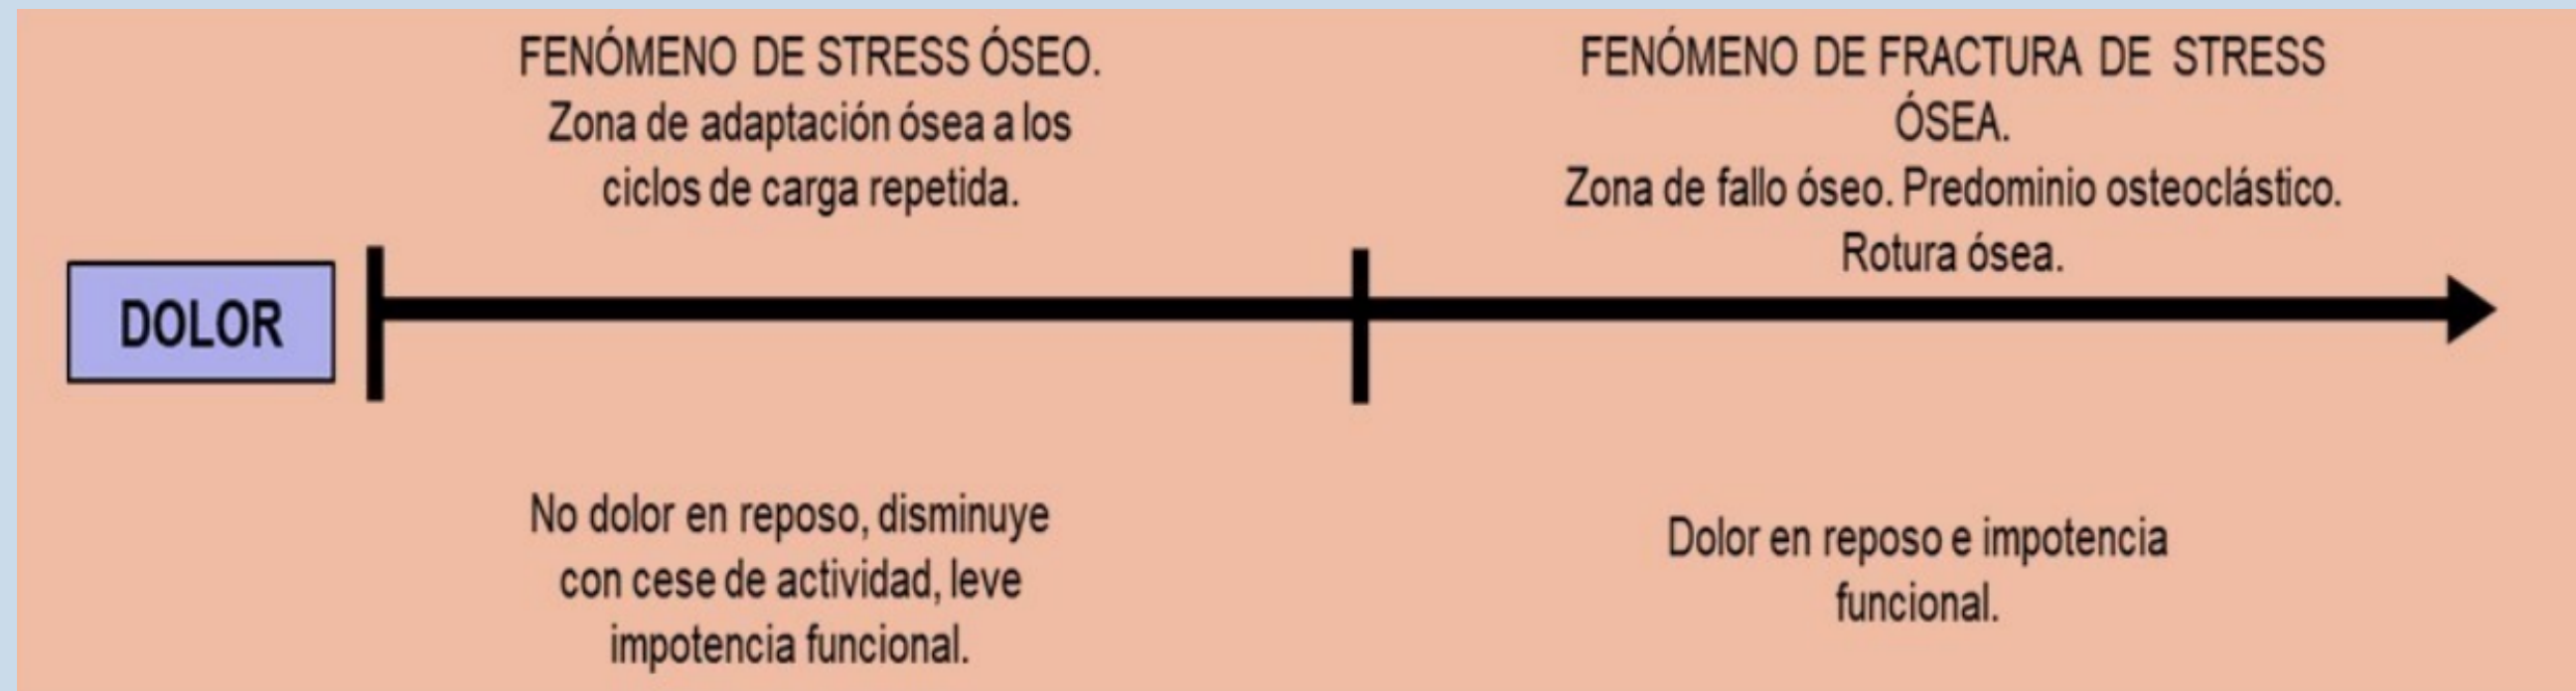 FENÓMENO DE STRESS ÓSEO.
Zona de adaptación ósea a los
ciclos de carga repetida.
FENÓMENO DE FRACTURA DE STRESS
ÓSEA.
Zona de fallo óseo. Predominio osteoclástico.
Rotura ósea.
DOLOR
No dolor en reposo, disminuye
con cese de actividad, leve
impotencia funcional.
Dolor en reposo e impotencia
funcional.